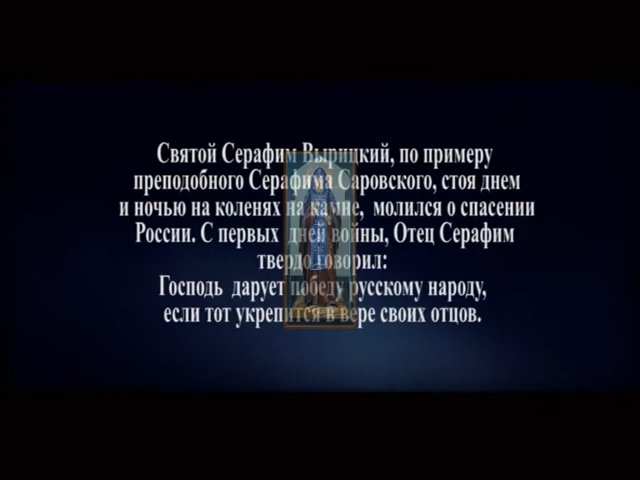 Святой Серафим Вырицкий, по примеру
преподобного Серафима Саровского, стоя днем
и ночью на коленях на камне, молился о спасении
России. С первых дней войны, Отец Серафим
твердо говорил:
Господь дарует победу русскому народу,
если тот укрепится в вере своих отцов.